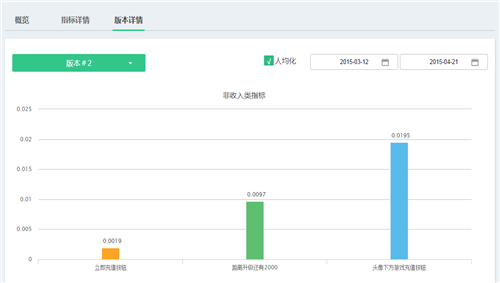 概览 指标详情 版本详情
版本#2
人均化 2015-03-12 2015-04-21
非收入类指标
0.025
0.02
0.015
0.01
0.005
0
0.0019
0.0097
0.0195
立即充值按钮 距离升级还有2000 头像下方游戏充值按钮